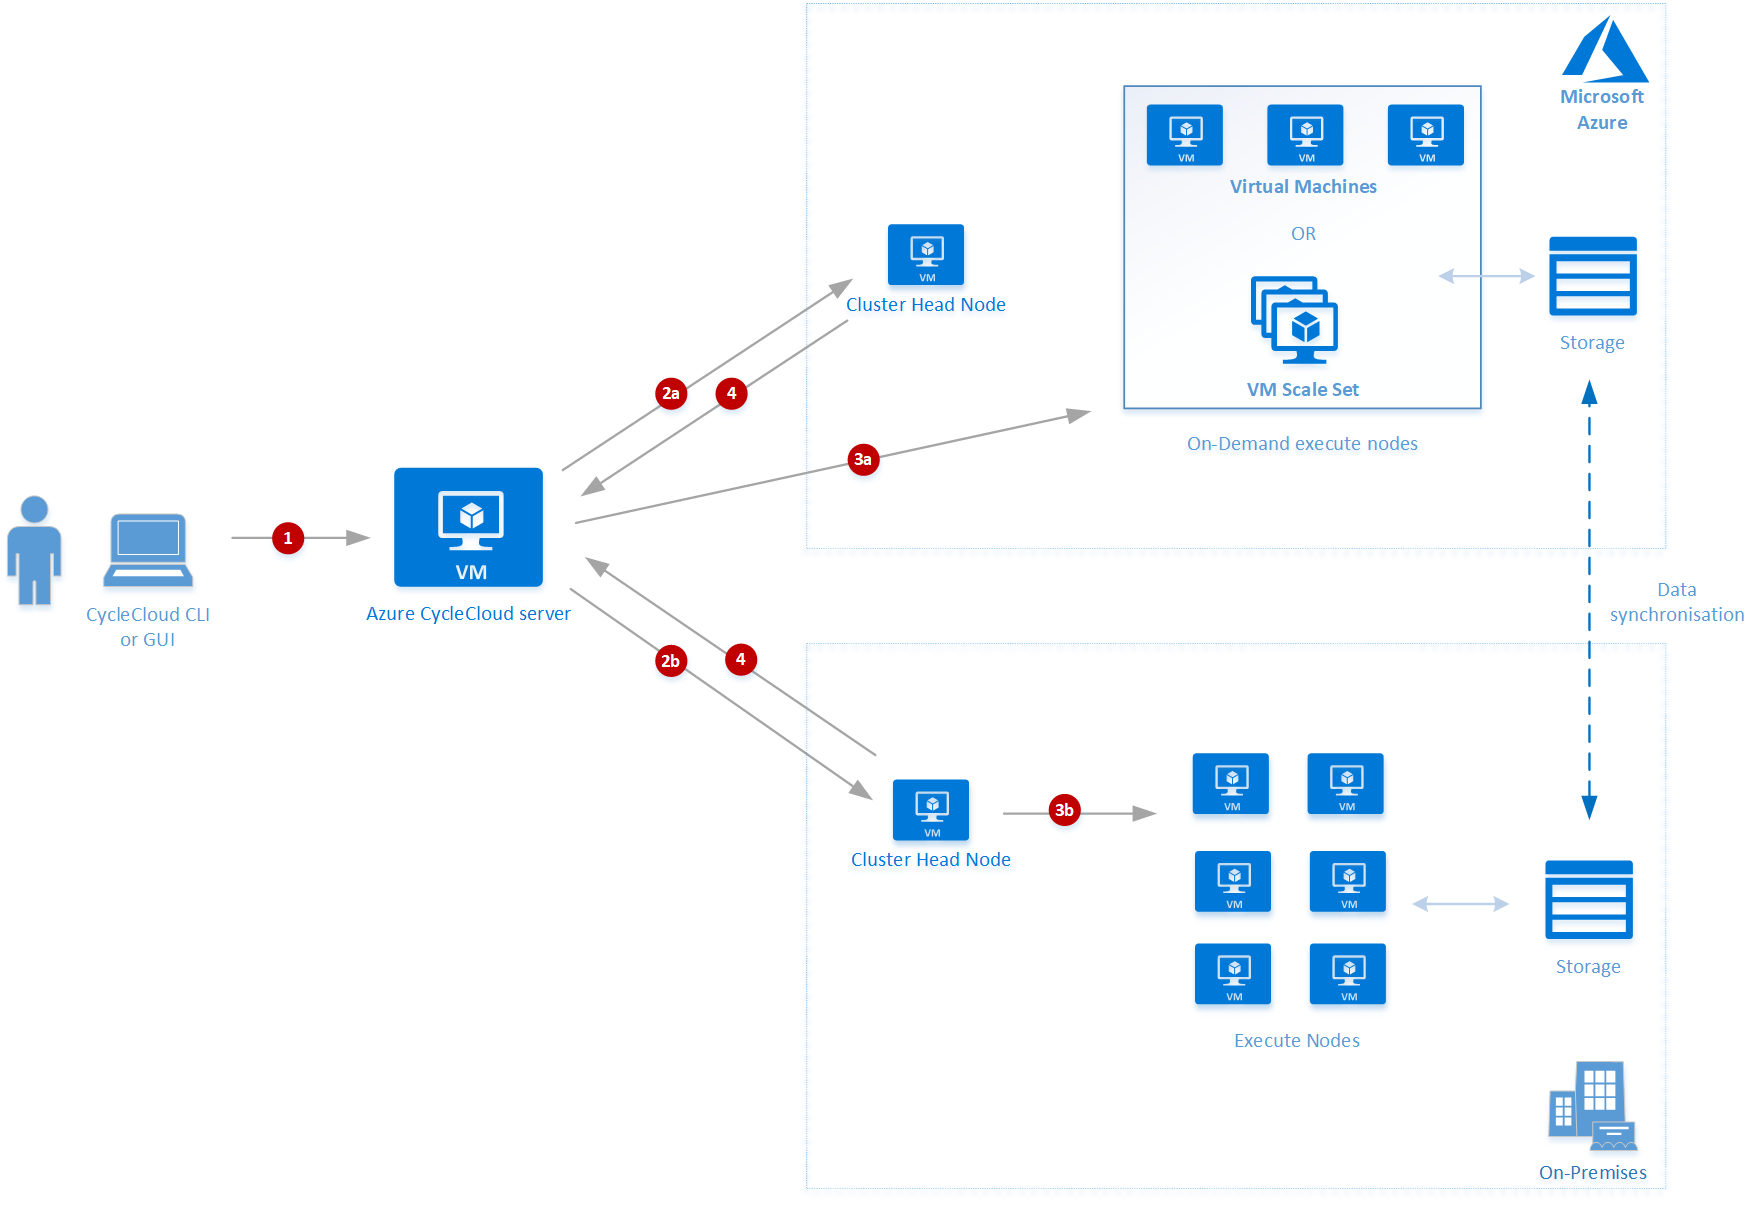 Microsoft
Azure
VM
VM
VM
Virtual Machines
OR
VM
Cluster Head Node
Storage
VM Scale Set
2a
4
On-Demand execute nodes
3a
1
VM
Azure CycleCloud server
CycleCloud CLI
or GUI
Data
synchronisation
2b
4
VM
VM
3b
VM
Cluster Head Node
VM
VM
Storage
VM
VM
Execute Nodes
On-Premises